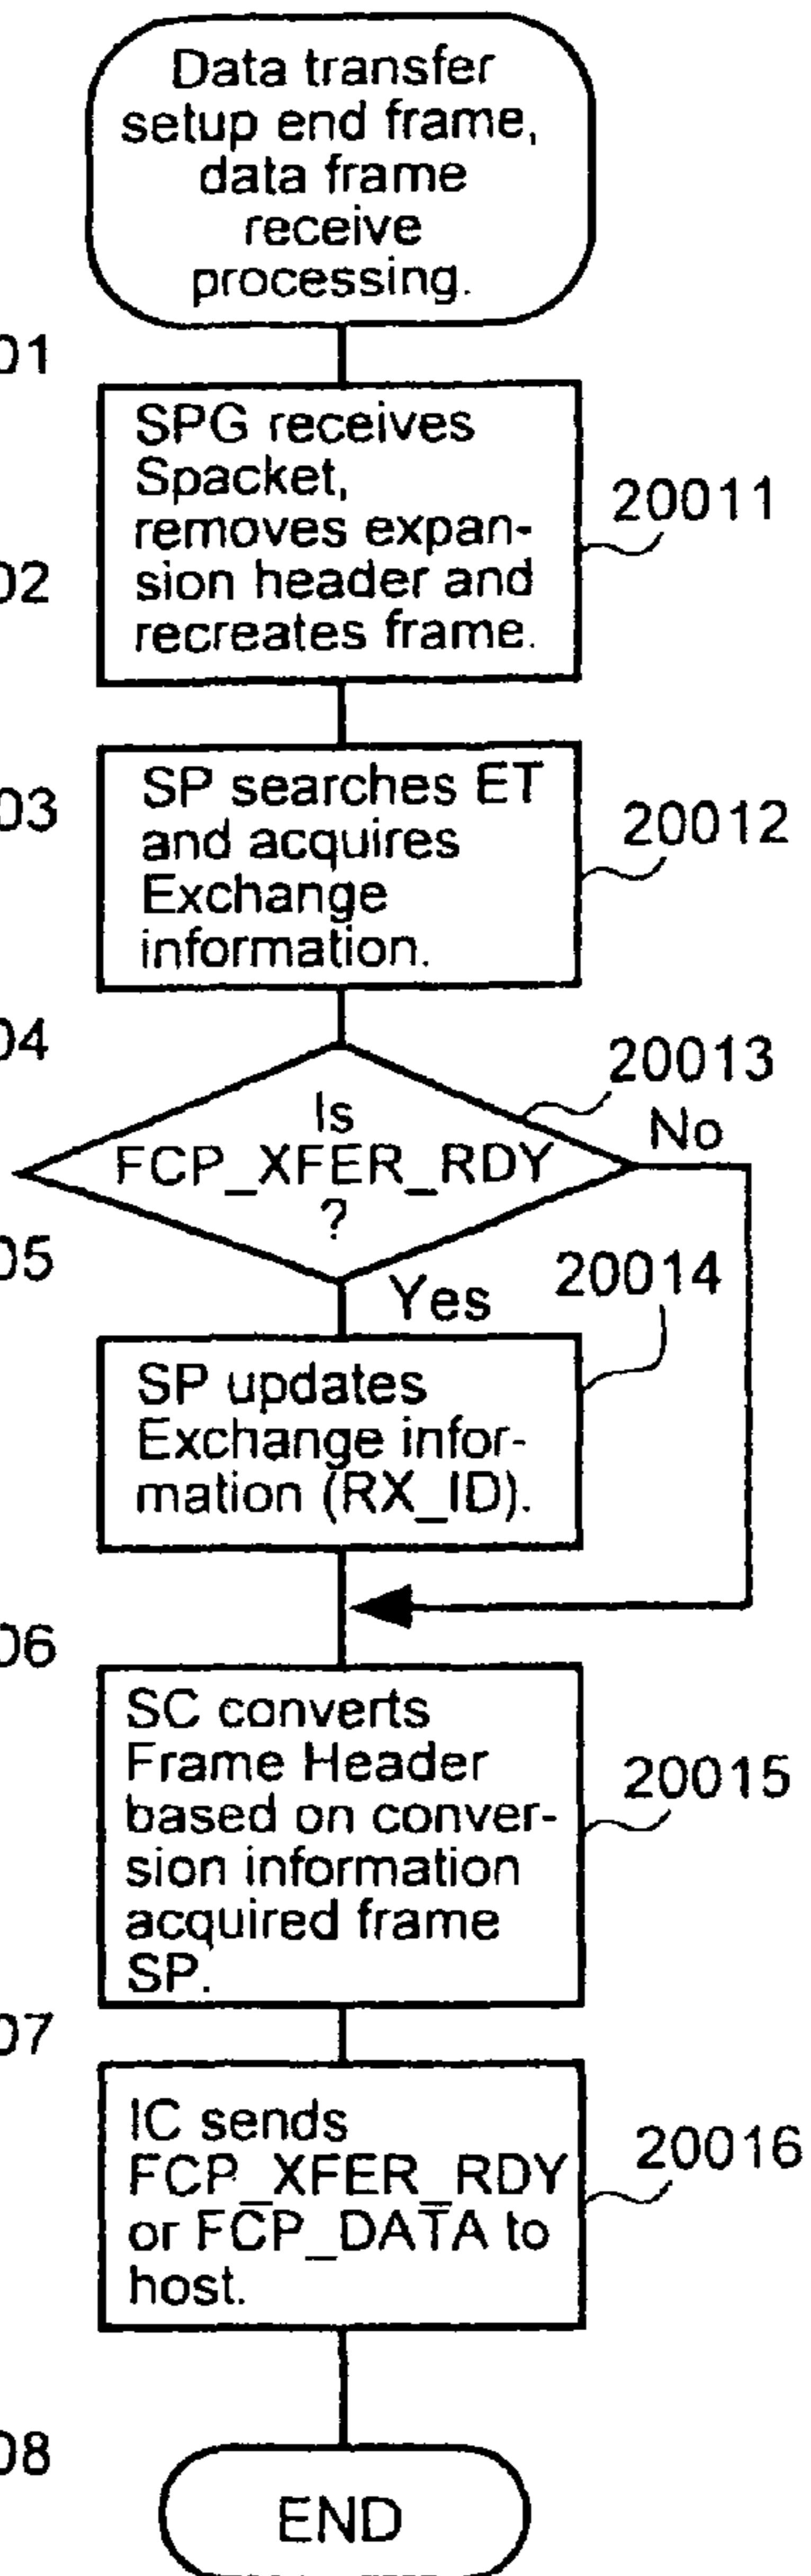 Data transfer
setup end frame,
data frame
receive
processing.
01
SPG receives
Spacket,
removes expan-
sion header and
recreates frame.
20011
02
SP searches ET
and acquires
Exchange
information.
03
20012
04
Is
FCP_XFER_RDY
?
20013
No
Yes
05
20014
SP updates
Exchange infor-
mation (RX_ID).
06
SC converts
Frame Header
based on conver-
sion information
acquired frame
SP.
20015
07
IC sends
FCP_XFER_RDY
or FCP_DATA to
host.
20016
08
END